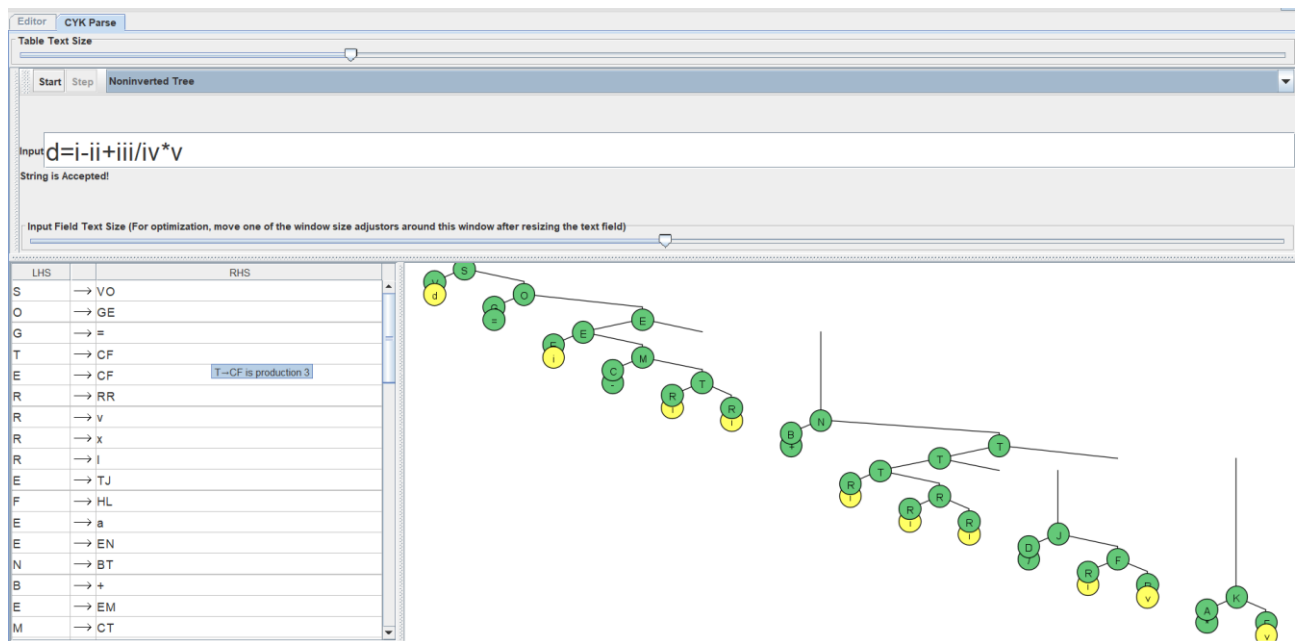 Editor CYK Parse
Table Text Size
Start Step Noninverted Tree
Input d=i-ii+iii/iv*v
String is Accepted!
Input Field Text Size (For optimization, move one of the window size adjustors around this window after resizing the text field)
LHS RHS
S → VO
O → GE
G → =
T → CF
E → CF
T→CF is production 3
R → RR
R → v
R → x
R → I
E → TJ
F → HL
E → a
E → EN
N → BT
B → +
E → EM
M → CT
S
d
O
=
E
E
i
M
C
-
T
R
R
i
N
B
+
T
T
T
R
i
R
R
i
R
i
J
D
/
F
R
i
v
K
A
*
v